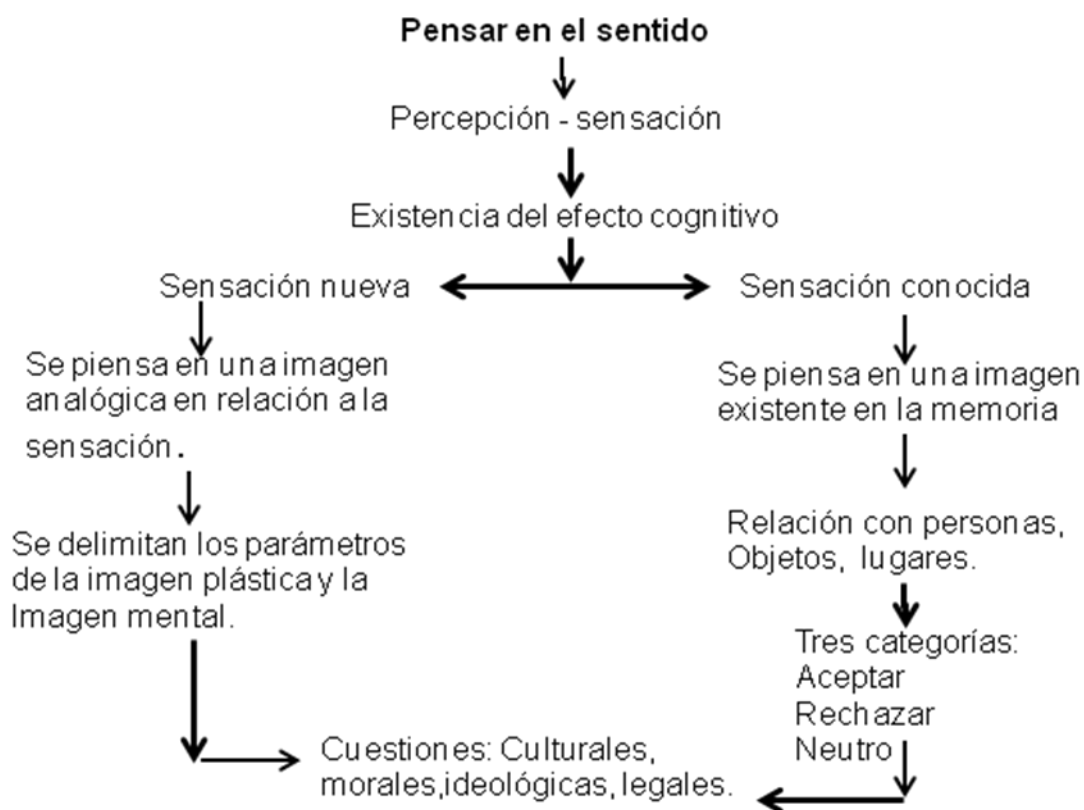 Pensar en el sentido
Percepción - sensación
Existencia del efecto cognitivo
Sensación nueva
Sensación conocida
Se piensa en una imagen
analógica en relación a la
sensación.
Se piensa en una imagen
existente en la memoria
Se delimitan los parámetros
de la imagen plástica y la
Imagen mental.
Relación con personas,
Objetos, lugares.
Tres categorías:
Aceptar
Rechazar
Neutro
Cuestiones: Culturales,
morales,ideológicas, legales.